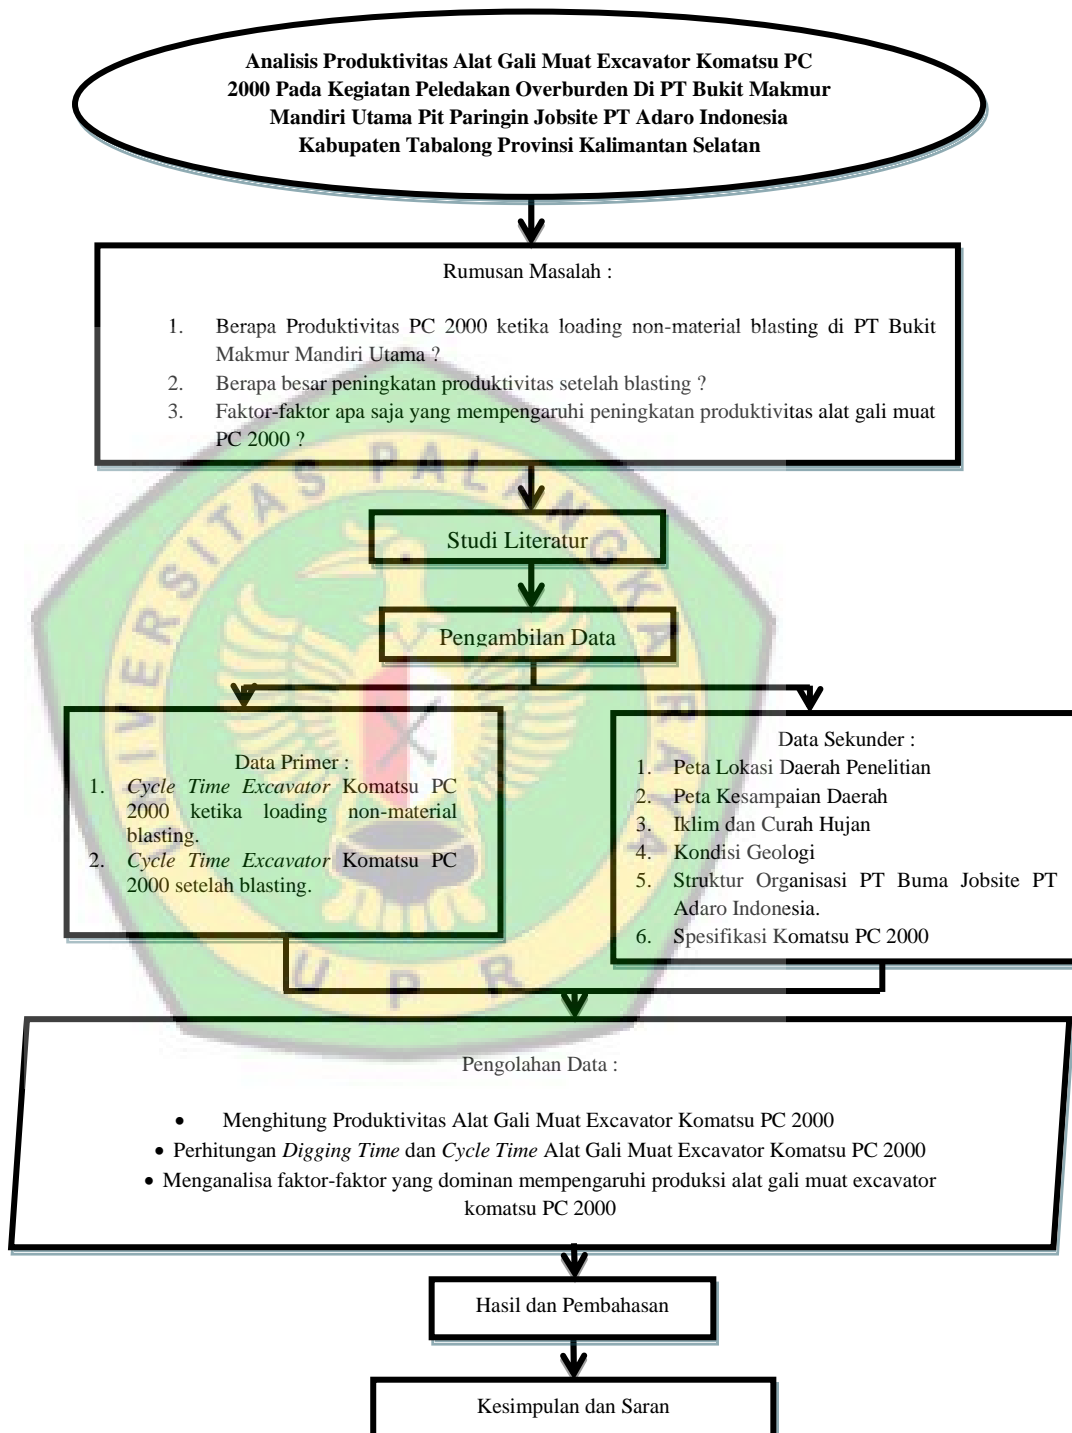 Analisis Produktivitas Alat Gali Muat Excavator Komatsu PC
2000 Pada Kegiatan Peledakan Overburden Di PT Bukit Makmur
Mandiri Utama Pit Paringin Jobsite PT Adaro Indonesia
Kabupaten Tabalong Provinsi Kalimantan Selatan
Rumusan Masalah :
1. Berapa Produktivitas PC 2000 ketika loading non-material blasting di PT Bukit
Makmur Mandiri Utama ?
2. Berapa besar peningkatan produktivitas setelah blasting ?
3. Faktor-faktor apa saja yang mempengaruhi peningkatan produktivitas alat gali muat
PC 2000 ?
Studi Literatur
Pengambilan Data
Data Primer :
1. Cycle Time Excavator Komatsu PC
2000 ketika loading non-material
blasting.
2. Cycle Time Excavator Komatsu PC
2000 setelah blasting.
Data Sekunder :
1. Peta Lokasi Daerah Penelitian
2. Peta Kesampaian Daerah
3. Iklim dan Curah Hujan
4. Kondisi Geologi
5. Struktur Organisasi PT Buma Jobsite PT
Adaro Indonesia.
6. Spesifikasi Komatsu PC 2000
Pengolahan Data :
• Menghitung Produktivitas Alat Gali Muat Excavator Komatsu PC 2000
• Perhitungan Digging Time dan Cycle Time Alat Gali Muat Excavator Komatsu PC 2000
• Menganalisa faktor-faktor yang dominan mempengaruhi produksi alat gali muat excavator
komatsu PC 2000
Hasil dan Pembahasan
Kesimpulan dan Saran
UNIVERSITAS PALANGKA RAYA
UPR